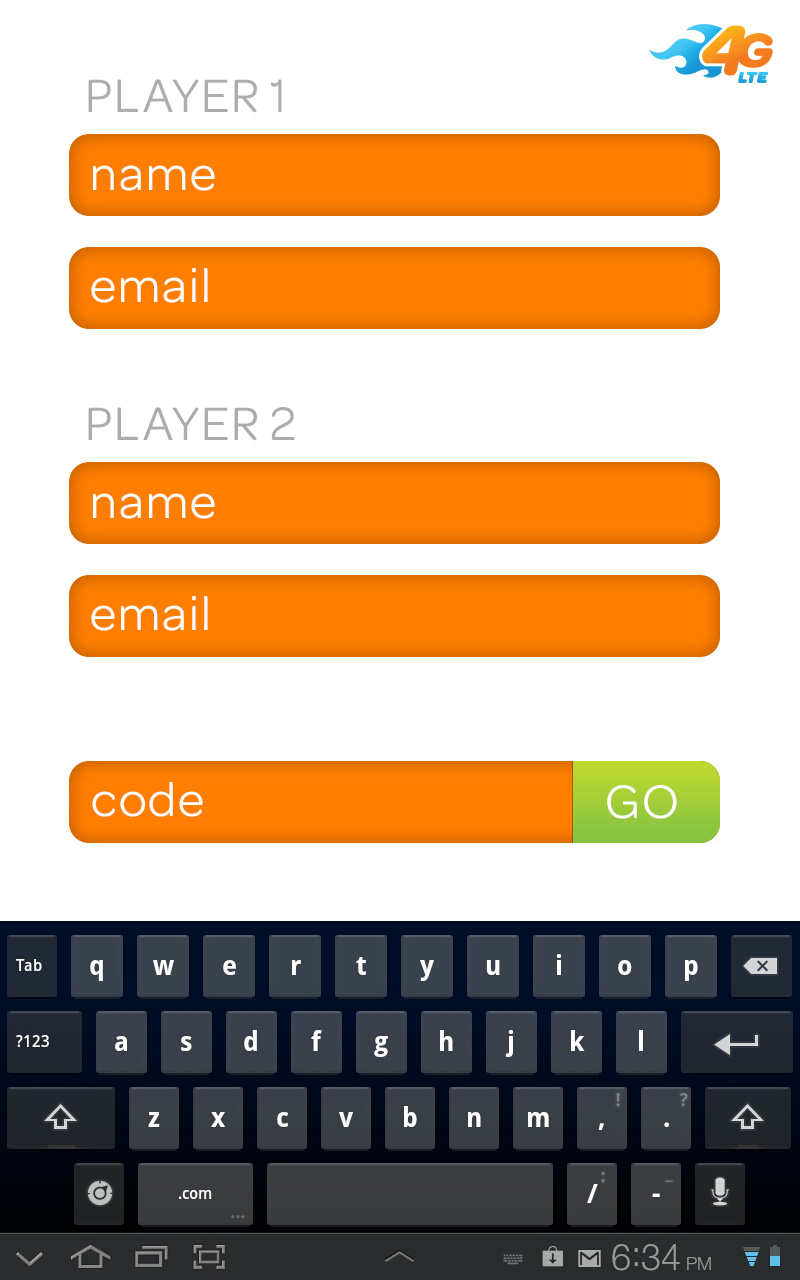 4G
LTE
PLAYER 1
name
email
PLAYER 2
name
email
code GO
Tab q w e r t y u i o p
?123 a s d f g h j k l
z x c v b n m , ! . ?
.com ... / : - _
6:34 PM